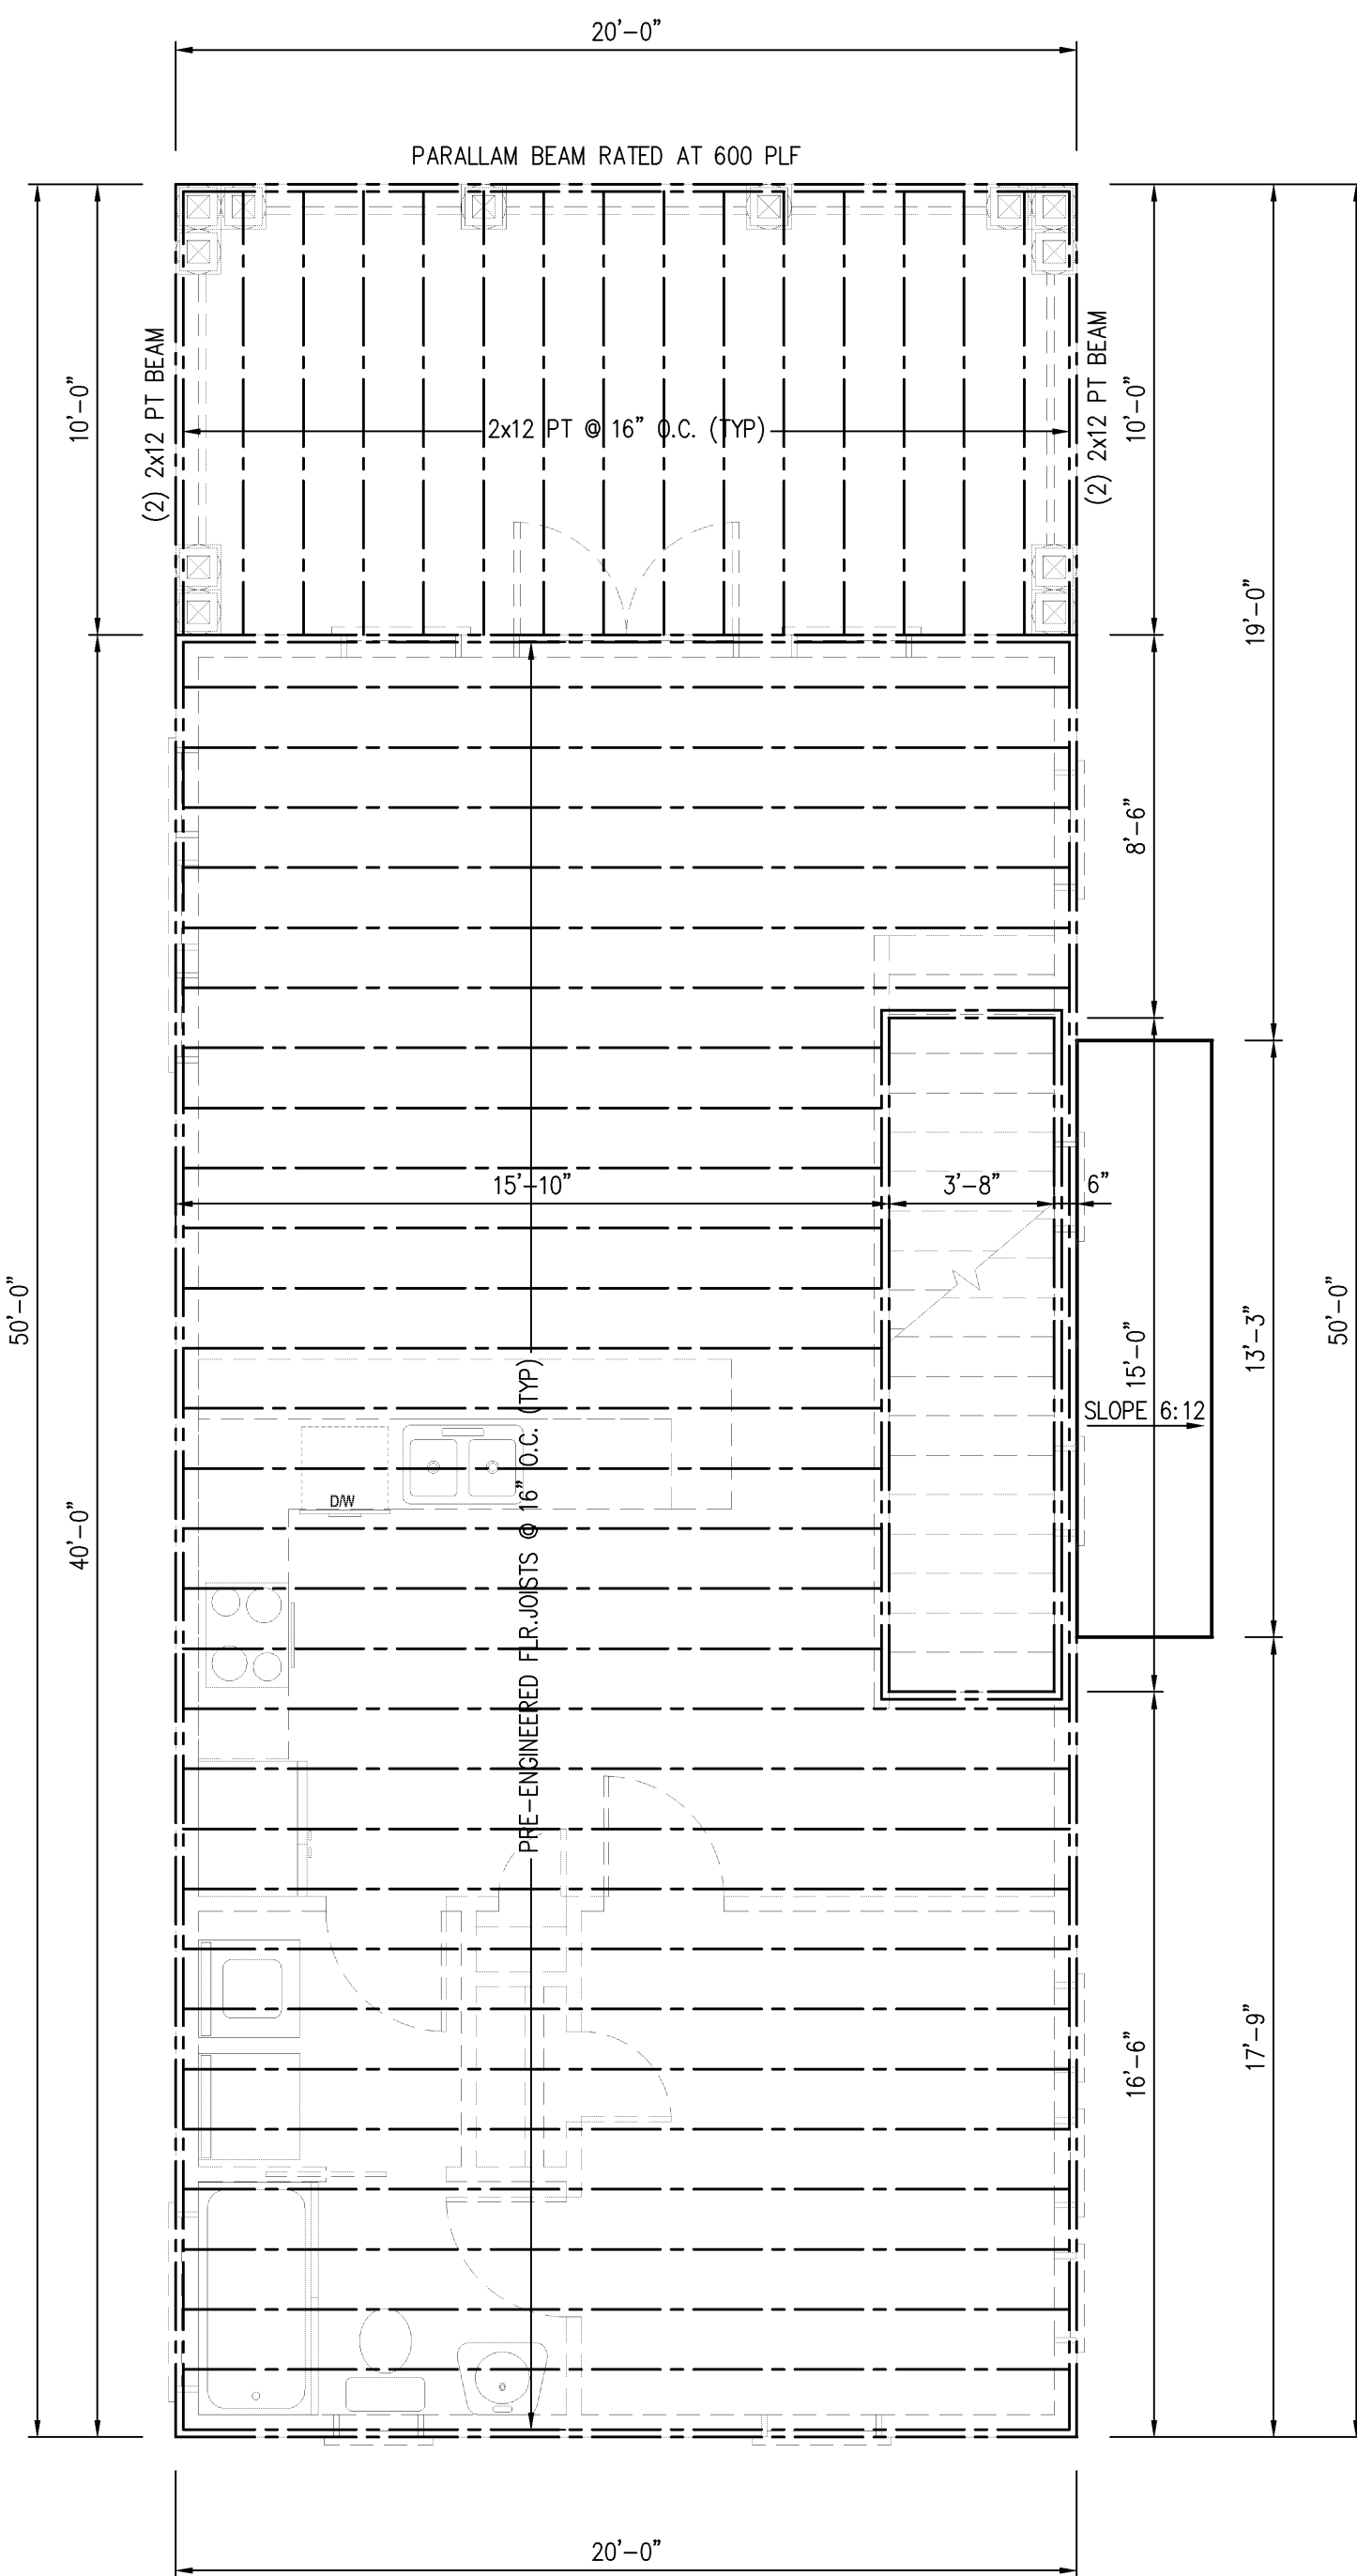 20'-0"
PARALLAM BEAM RATED AT 600 PLF
(2) 2x12 PT BEAM
(2) 2x12 PT BEAM
10'-0"
10'-0"
2x12 PT @ 16" O.C. (TYP)
19'-0"
8'-6"
15'-10"
3'-8"
6"
50'-0"
50'-0"
15'-0"
13'-3"
SLOPE 6:12
PRE-ENGINEERED FLR.JOISTS @ 16" O.C. (TYP)
D/W
40'-0"
16'-6"
17'-9"
20'-0"